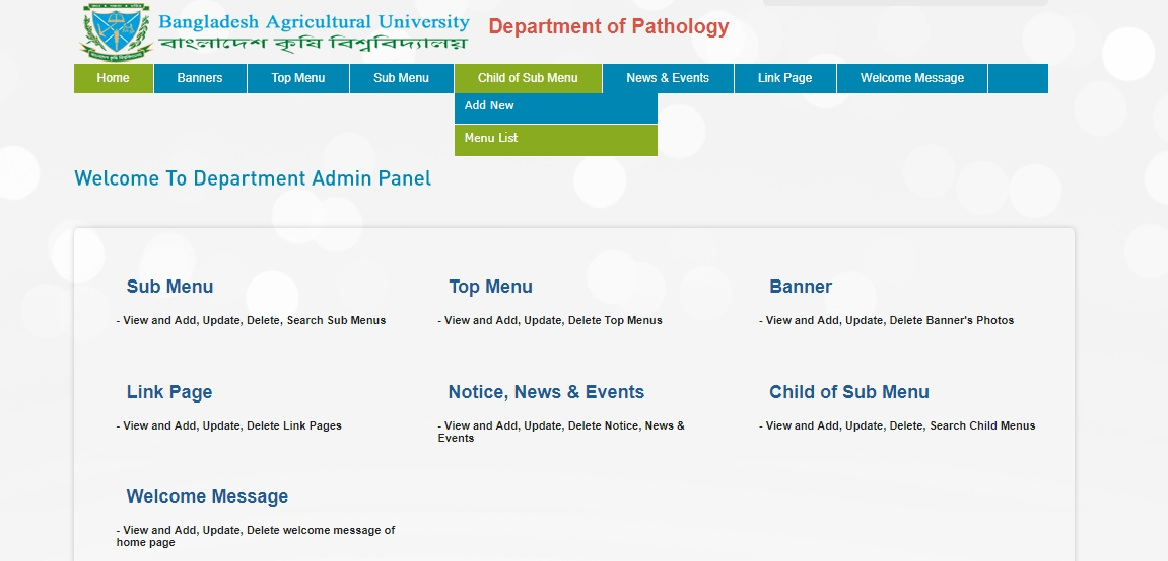 Bangladesh Agricultural University
বাংলাদেশ কৃষি বিশ্ববিদ্যালয়
Department of Pathology
Home Banners Top Menu Sub Menu Child of Sub Menu News & Events Link Page Welcome Message
Add New
Menu List
Welcome To Department Admin Panel
Sub Menu
- View and Add, Update, Delete, Search Sub Menus
Top Menu
- View and Add, Update, Delete Top Menus
Banner
- View and Add, Update, Delete Banner's Photos
Link Page
- View and Add, Update, Delete Link Pages
Notice, News & Events
- View and Add, Update, Delete Notice, News &
Events
Child of Sub Menu
- View and Add, Update, Delete, Search Child Menus
Welcome Message
- View and Add, Update, Delete welcome message of
home page